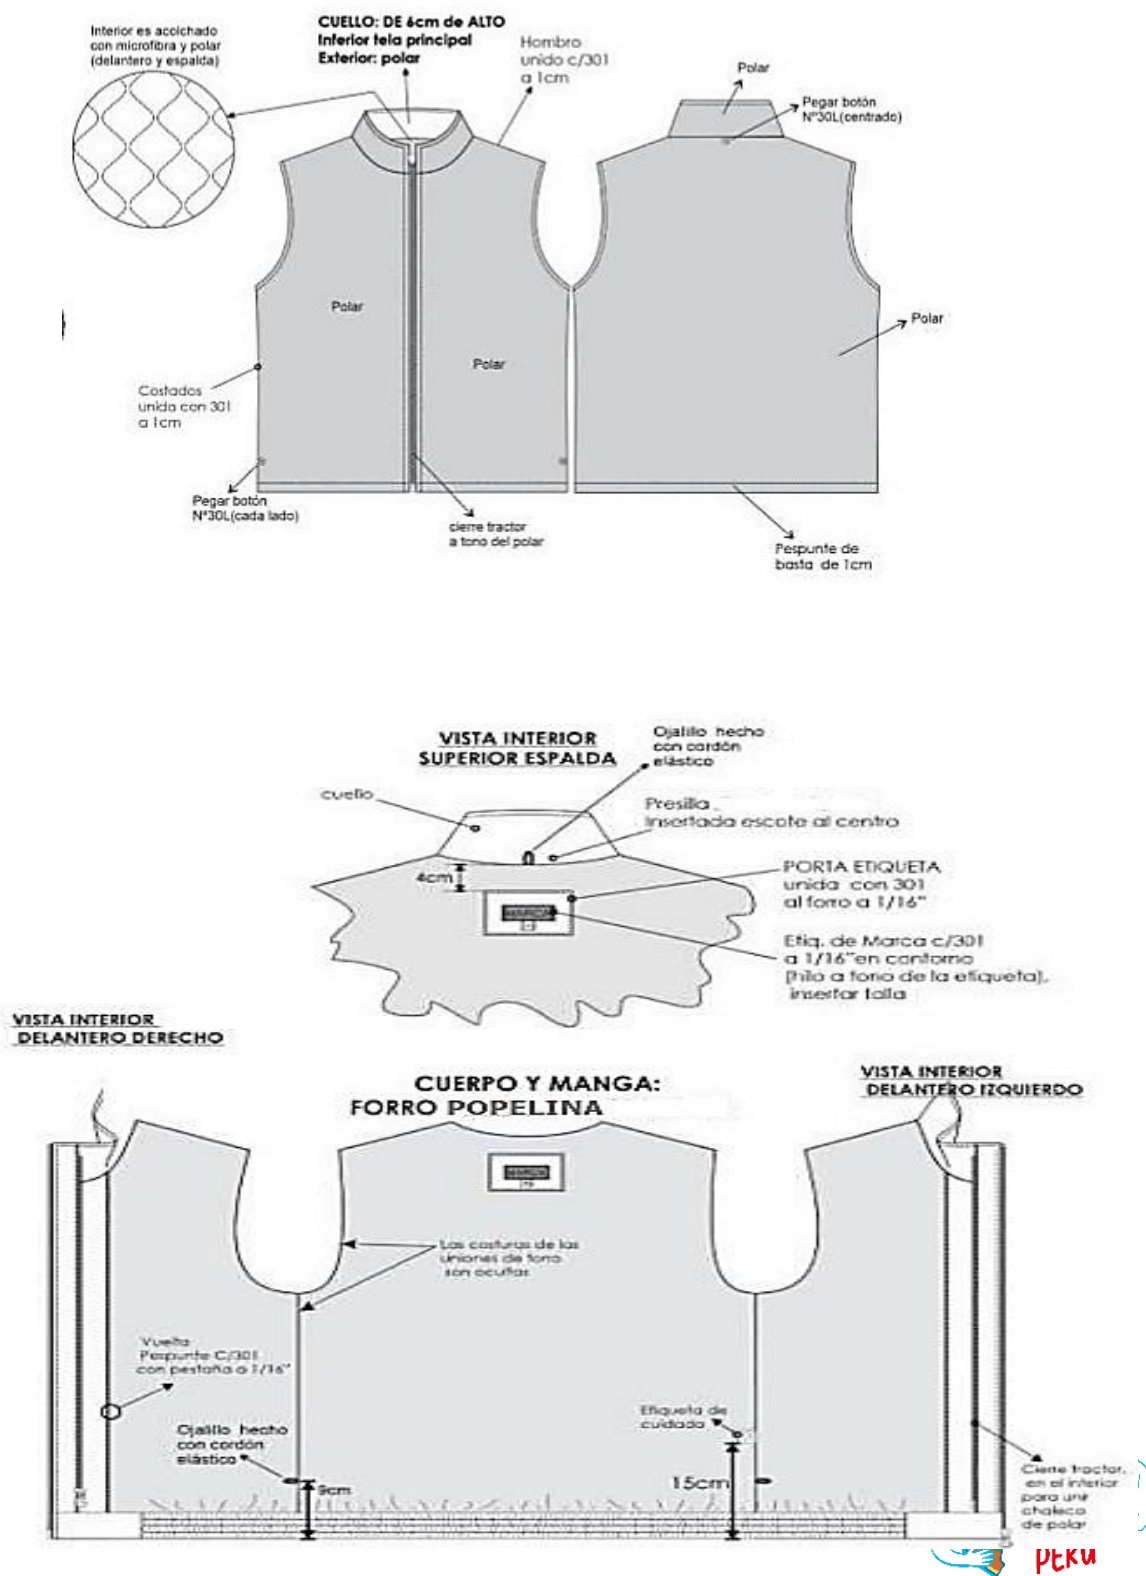 Interior es acolchado
con microfibra y polar
(delantero y espalda)
CUELLO: DE 6cm de ALTO
Inferior tela principal
Exterior: polar
Hombro
unido c/301
a 1cm
Polar
Pegar botón
Nº30L(centrado)
Polar
Polar
Polar
Costados
unida con 301
a 1cm
Pegar botón
Nº30L(cada lado)
cierre tractor
a tono del polar
Pespunte de
basta de 1cm
VISTA INTERIOR
SUPERIOR ESPALDA
Ojalillo hecho
con cordón
elástico
cuello
Presilla
Insertada escote al centro
4cm
PORTA ETIQUETA
unida con 301
al forro a 1/16"
Etiq. de Marca c/301
a 1/16"en contorno
(hilo a tono de la etiqueta),
insertar talla
VISTA INTERIOR
DELANTERO DERECHO
CUERPO Y MANGA:
FORRO POPELINA
VISTA INTERIOR
DELANTERO IZQUIERDO
Las costuras de las
uniones de forro
son ocultas
Vuelta
Pespunte C/301
con pestaña a 1/16"
Ojalillo hecho
con cordón
elástico
9cm
Etiqueta de
cuidado
15cm
Cierre tractor,
en el interior
para unir
chaleco
de polar
PERU